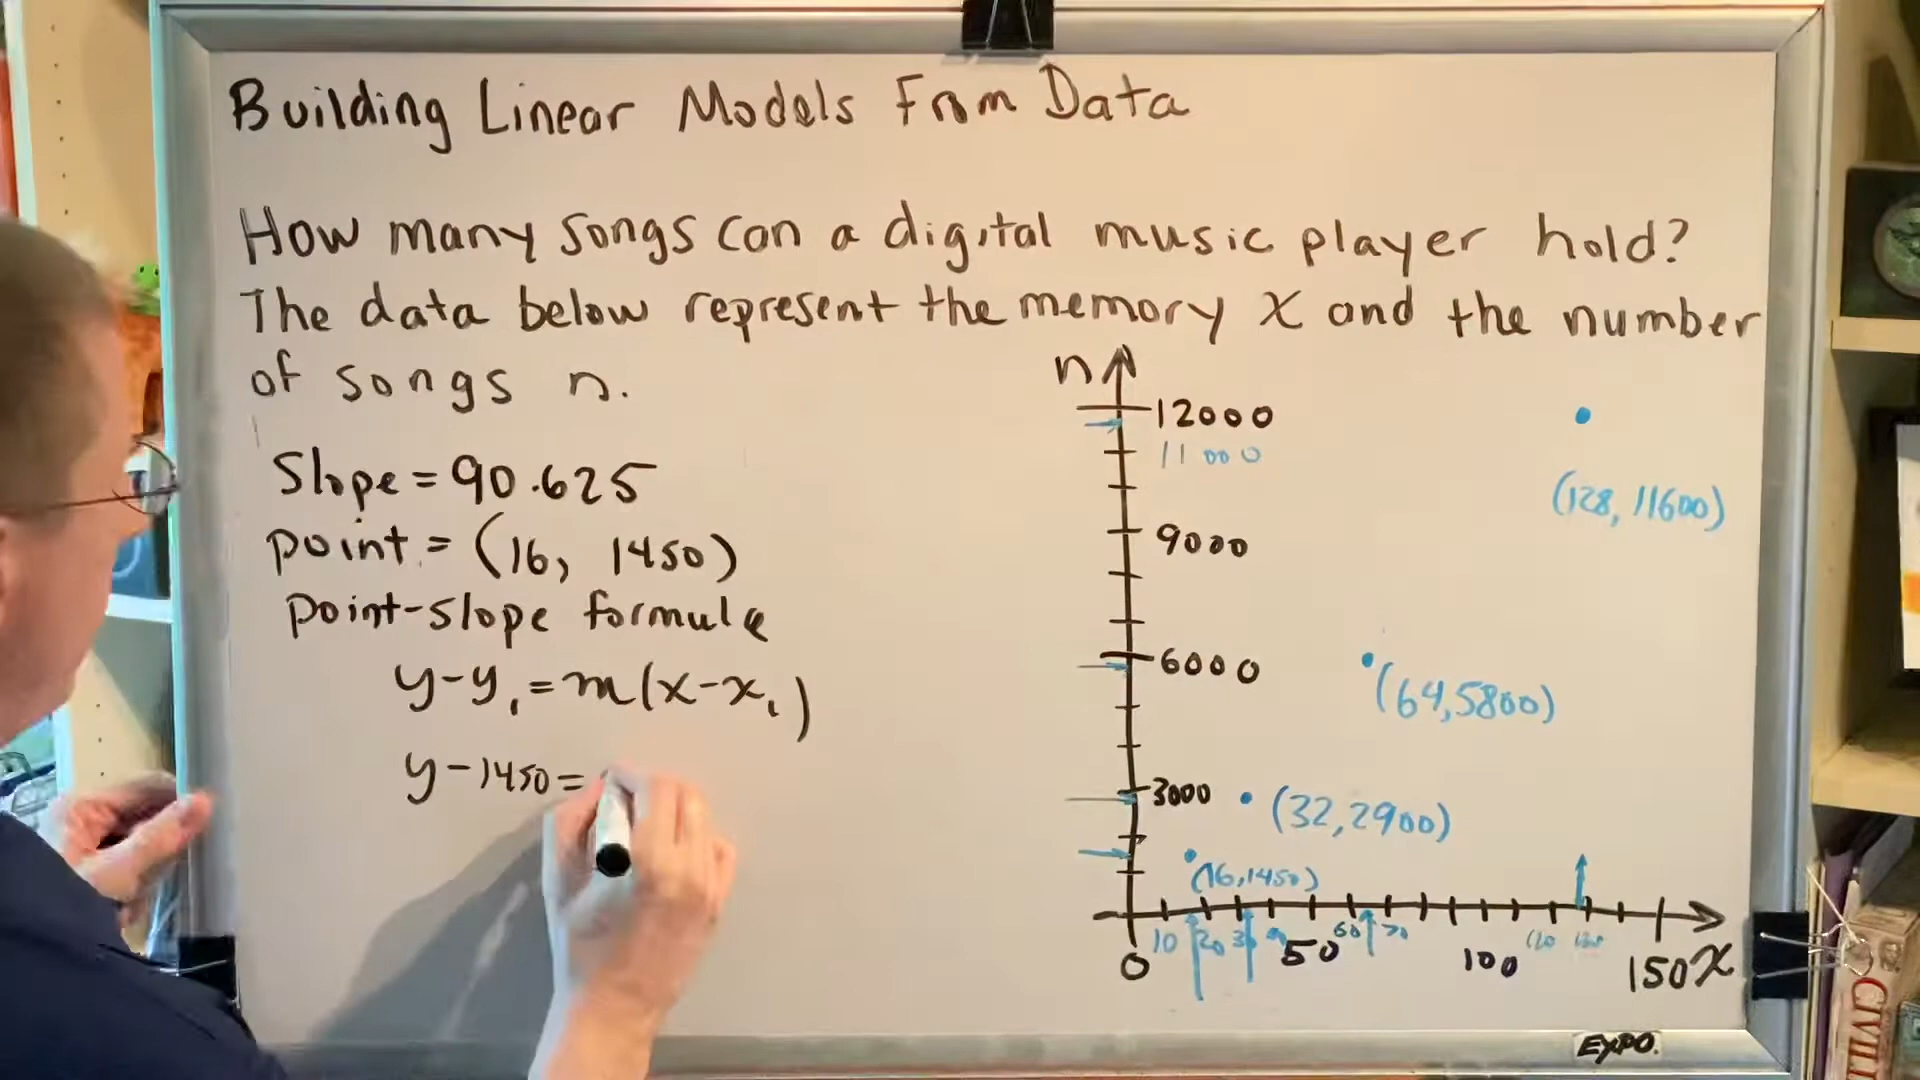 Building Linear Models From Data
How many songs can a digital music player hold?
The data below represent the memory x and the number
of songs n.
Slope = 90.625
point = (16, 1450)
point-slope formula
y-y₁=m(x-x₁)
y-1450=
n
12000
11000
9000
6000
3000
(128, 11600)
(64,5800)
(32,2900)
(16,1450)
10 20 50 60 70 100 150 x
0
EXPO.
CIVIL